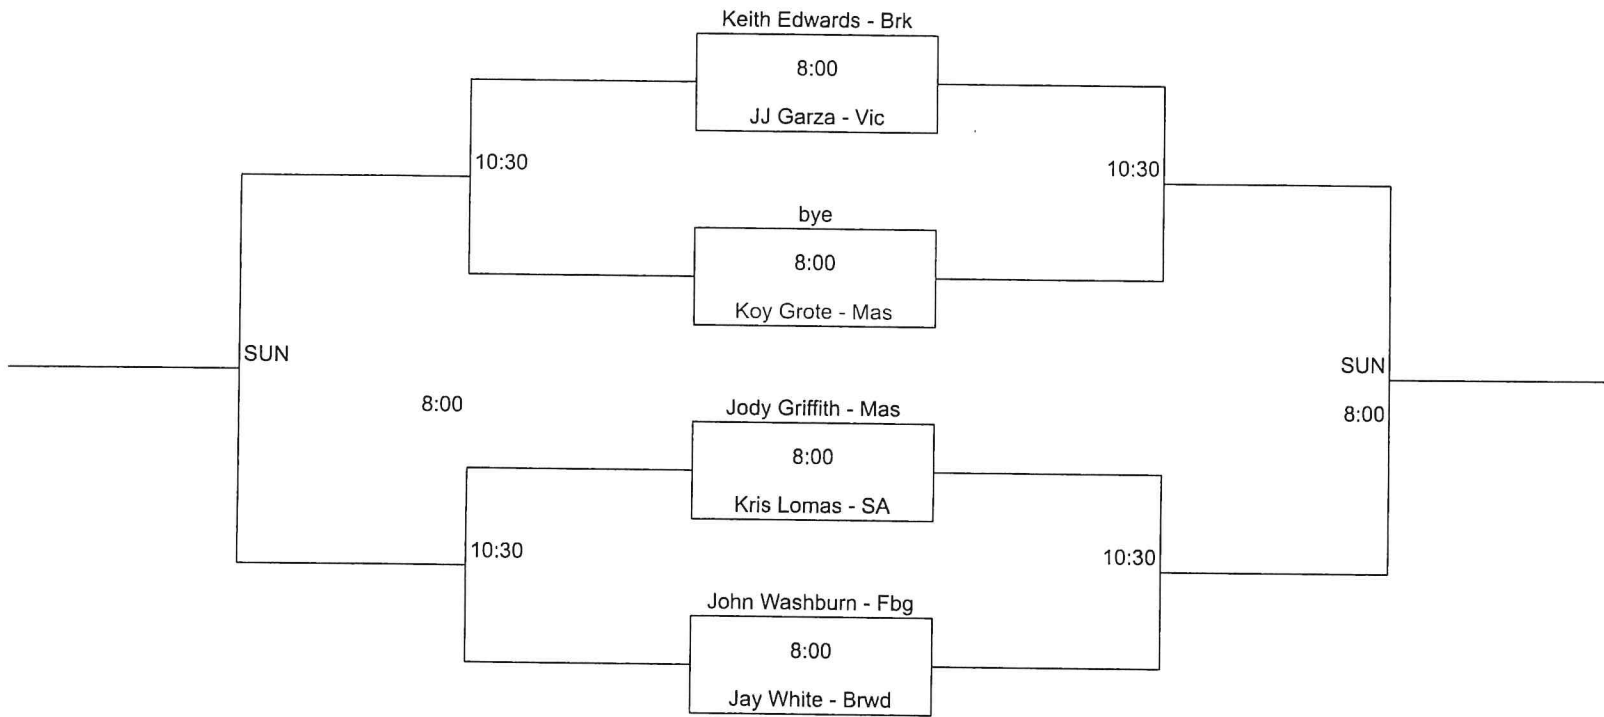 Keith Edwards - Brk
8:00
JJ Garza - Vic
10:30
10:30
bye
8:00
Koy Grote - Mas
SUN
SUN
8:00
8:00
Jody Griffith - Mas
8:00
Kris Lomas - SA
10:30
10:30
John Washburn - Fbg
8:00
Jay White - Brwd